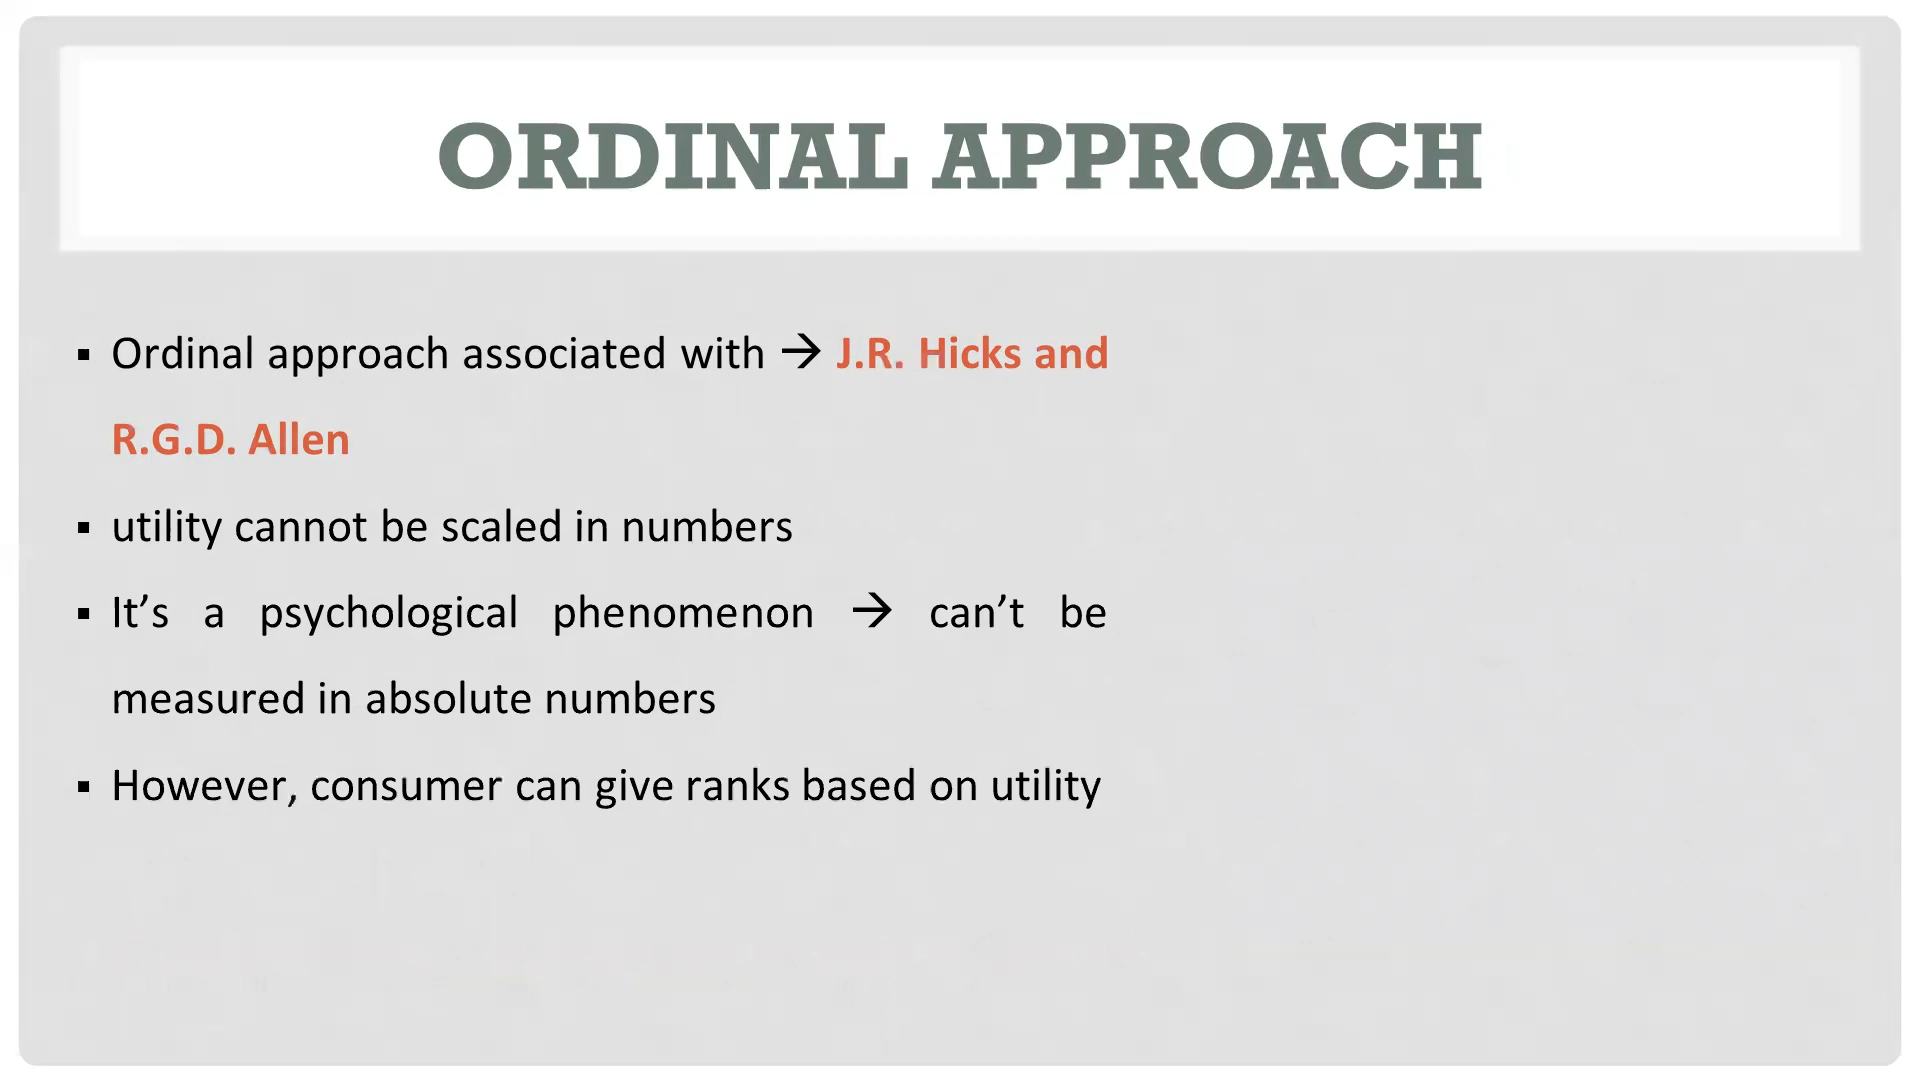 ORDINAL APPROACH
▪ Ordinal approach associated with → J.R. Hicks and
R.G.D. Allen
▪ utility cannot be scaled in numbers
▪ It’s a psychological phenomenon → can’t be
measured in absolute numbers
▪ However, consumer can give ranks based on utility